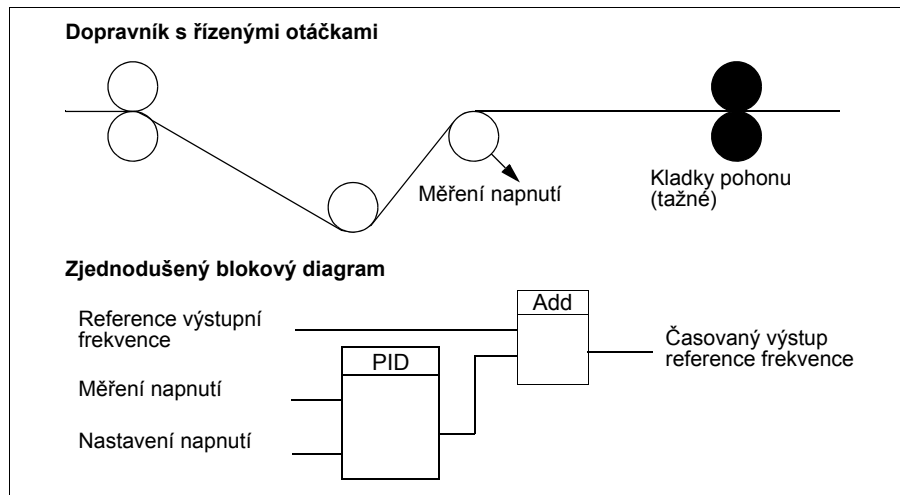 Dopravník s řízenými otáčkami
Měření napnutí
Kladky pohonu
(tažné)
Zjednodušený blokový diagram
Add
Reference výstupní
frekvence
Časovaný výstup
reference frekvence
PID
Měření napnutí
Nastavení napnutí